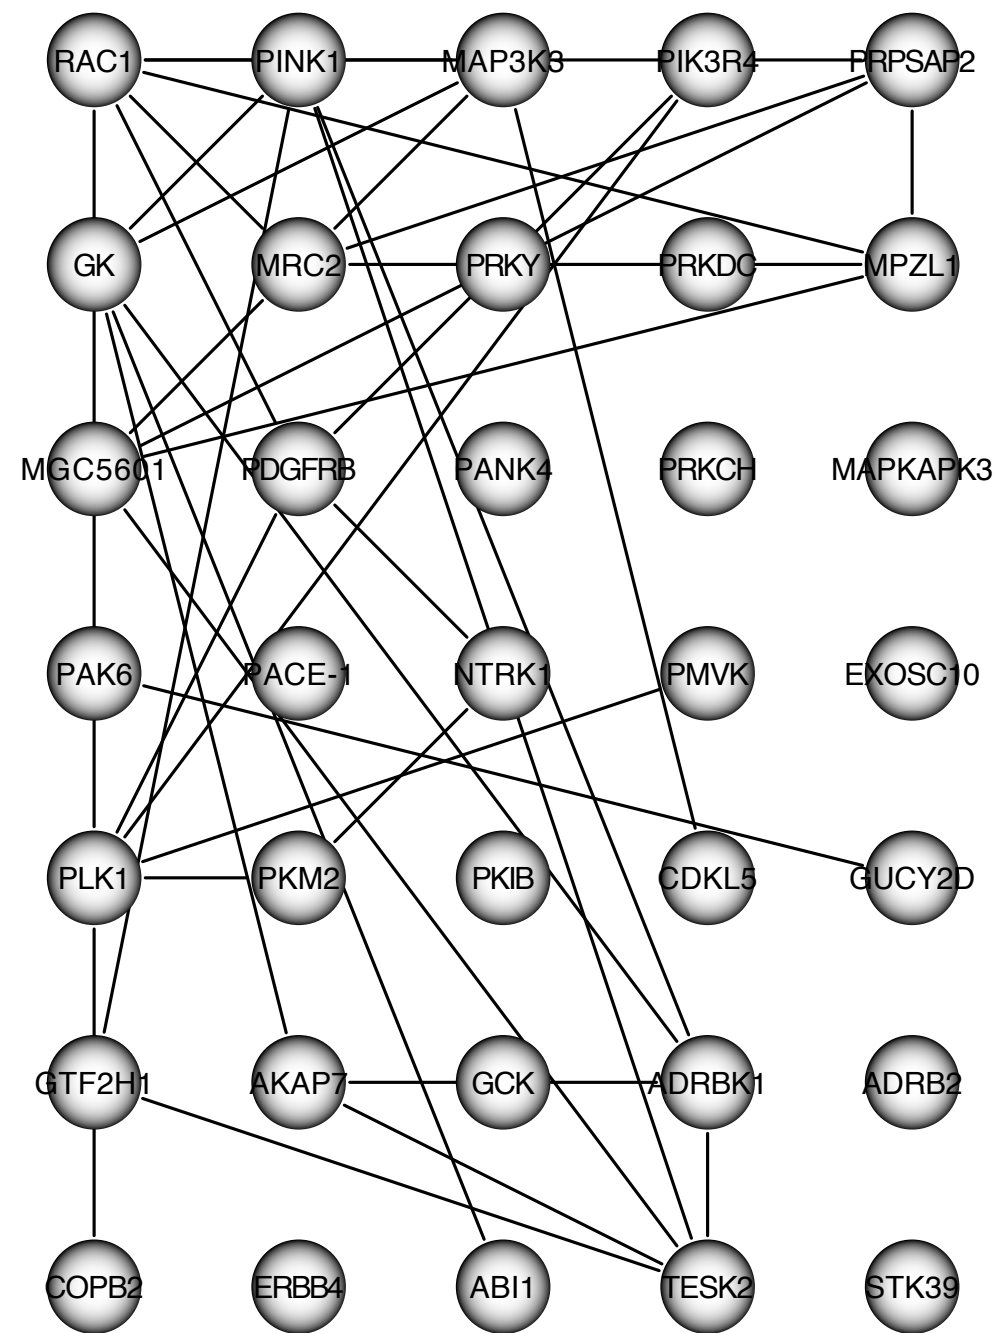 RAC1 PINK1 MAP3K3 PIK3R4 PRPSAP2
GK MRC2 PRKY PRKDC MPZL1
MGC5601 PDGFRB PANK4 PRKCH MAPKAPK3
PAK6 PACE-1 NTRK1 PMVK EXOSC10
PLK1 PKM2 PKIB CDKL5 GUCY2D
GTF2H1 AKAP7 GCK ADRBK1 ADRB2
COPB2 ERBB4 ABI1 TESK2 STK39